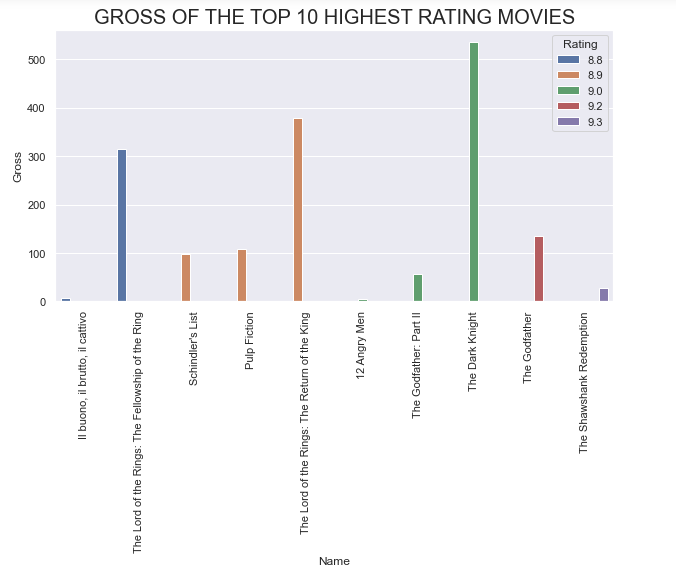 GROSS OF THE TOP 10 HIGHEST RATING MOVIES
Rating
8.8
8.9
9.0
9.2
9.3
Gross
500
400
300
200
100
0
Il buono, il brutto, il cattivo
The Lord of the Rings: The Fellowship of the Ring
Schindler's List
Pulp Fiction
The Lord of the Rings: The Return of the King
12 Angry Men
The Godfather: Part II
The Dark Knight
The Godfather
The Shawshank Redemption
Name